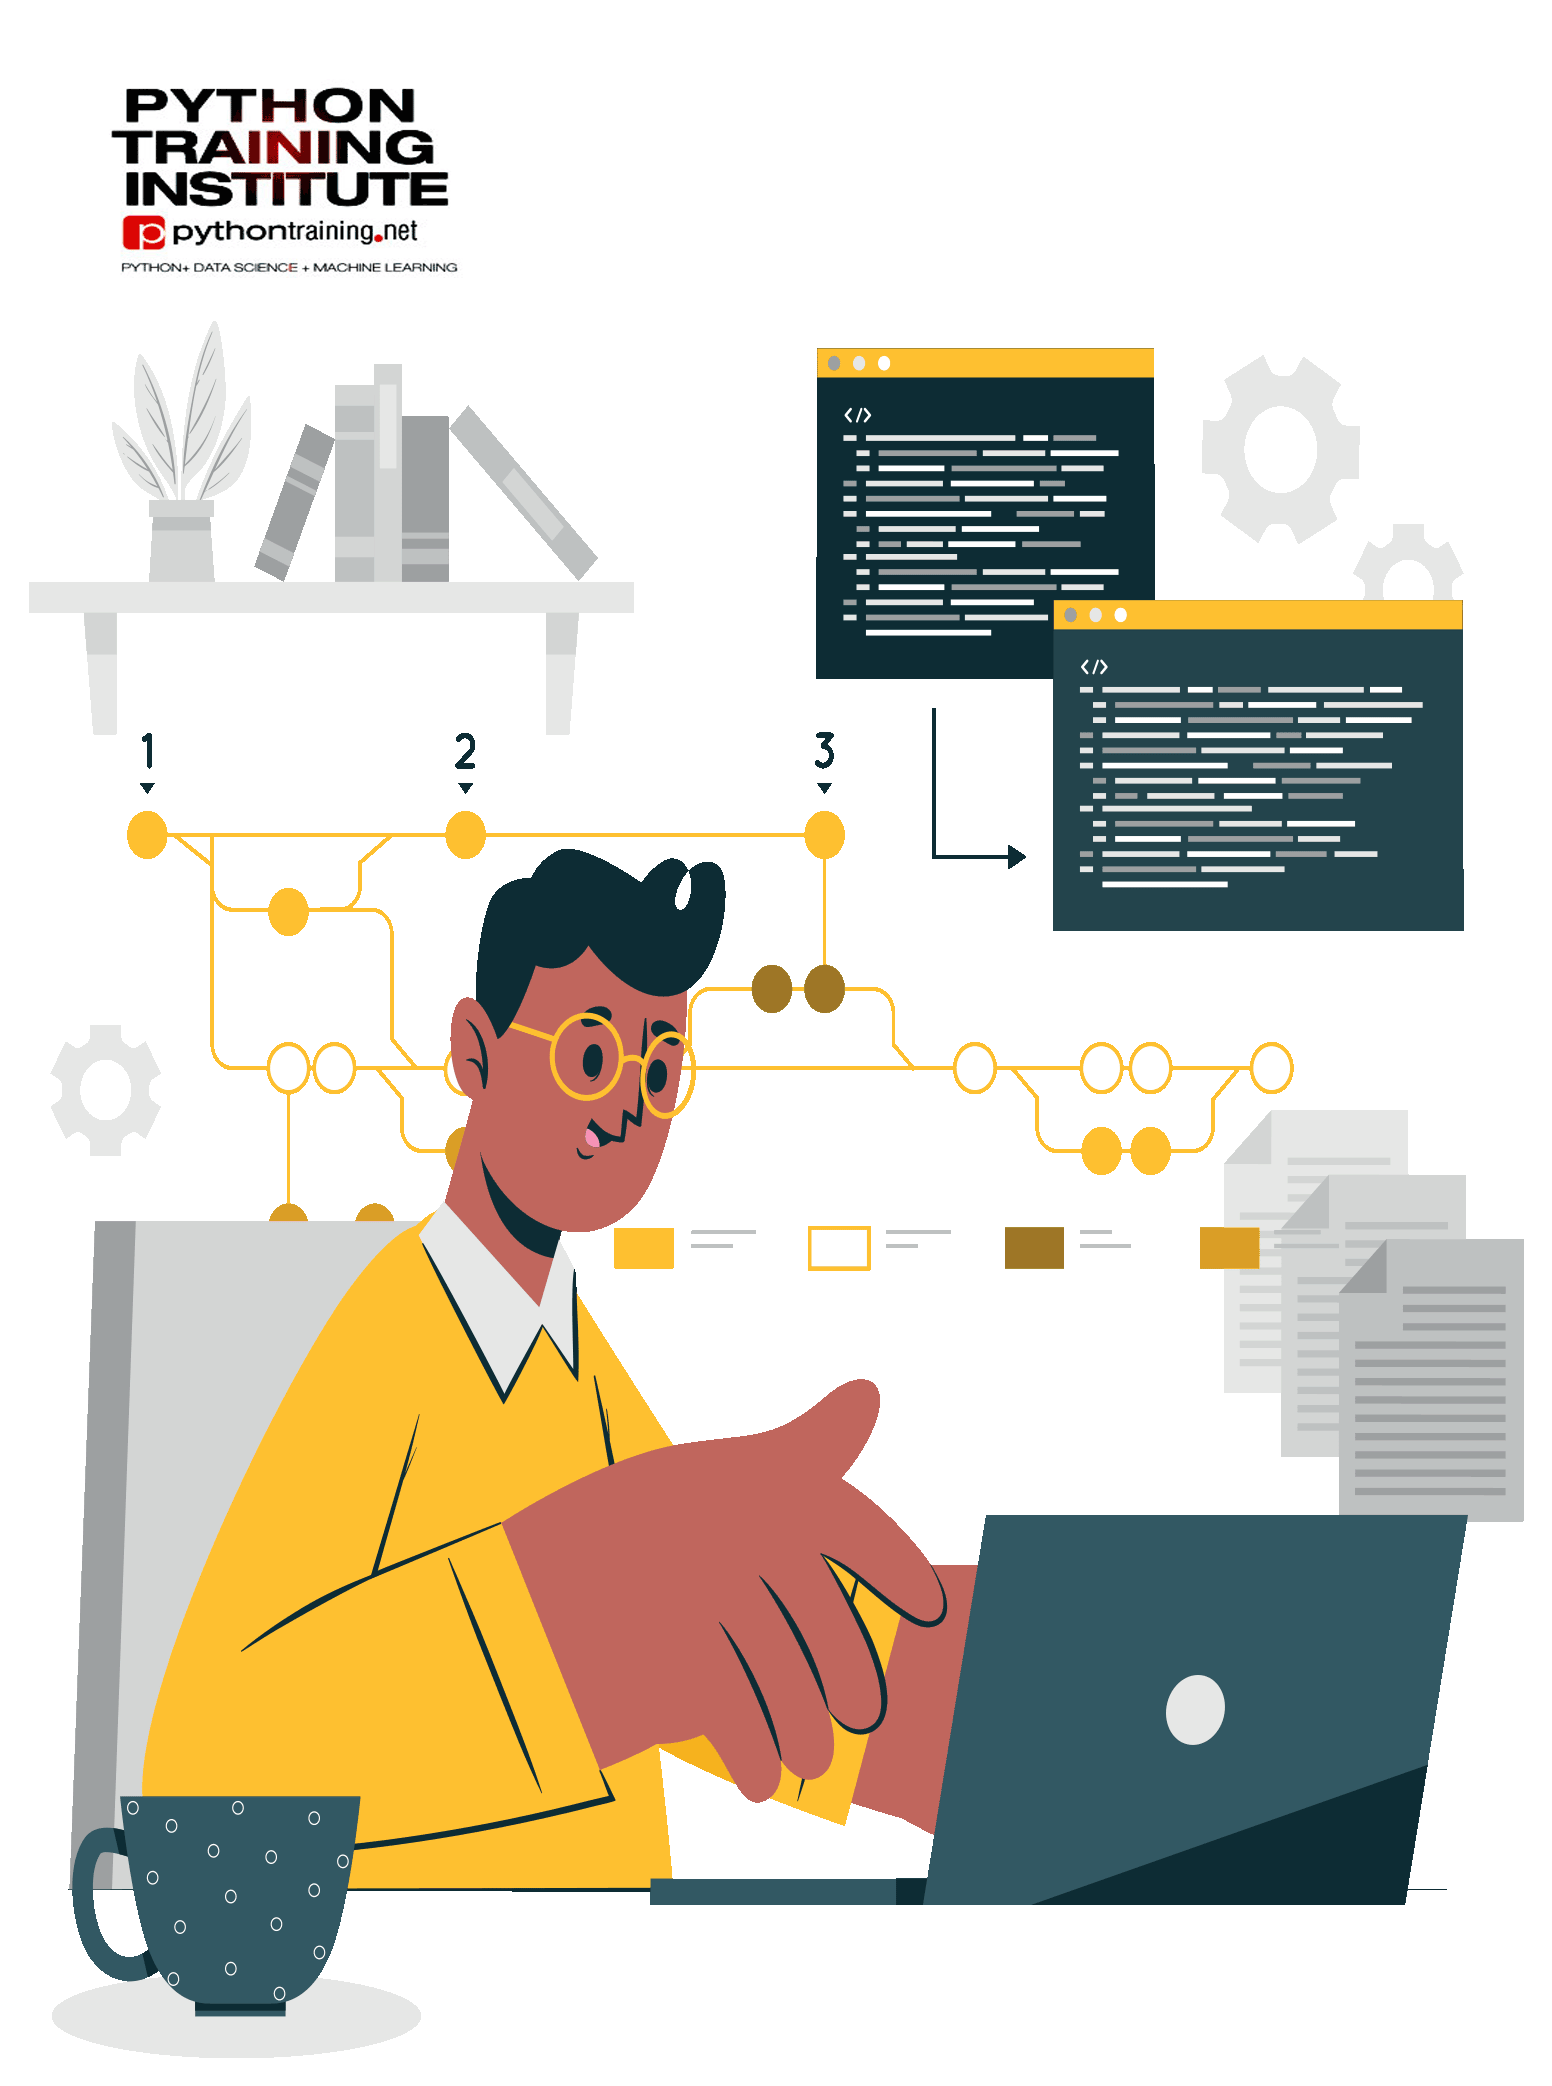 PYTHON
TRAINING
INSTITUTE
p pythontraining.net
PYTHON+ DATA SCIENCE + MACHINE LEARNING
</>
</>
1 2 3